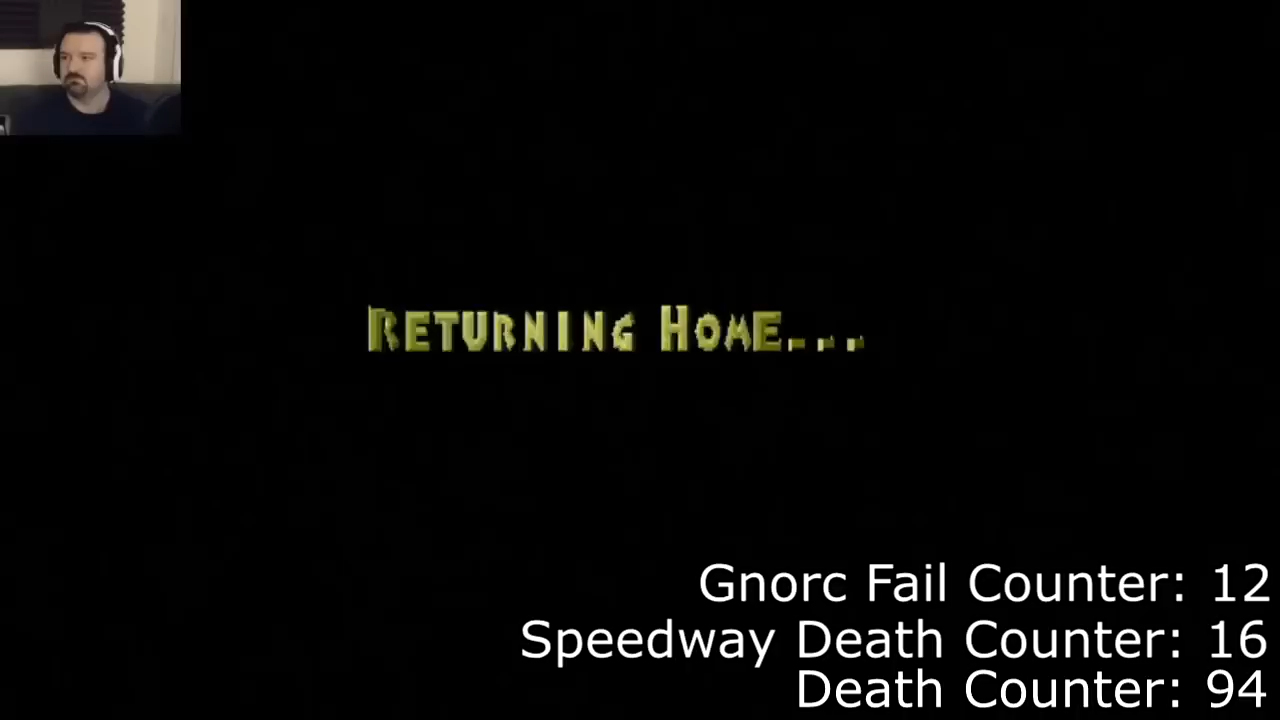 Returning Home...
Gnorc Fail Counter: 12
Speedway Death Counter: 16
Death Counter: 94